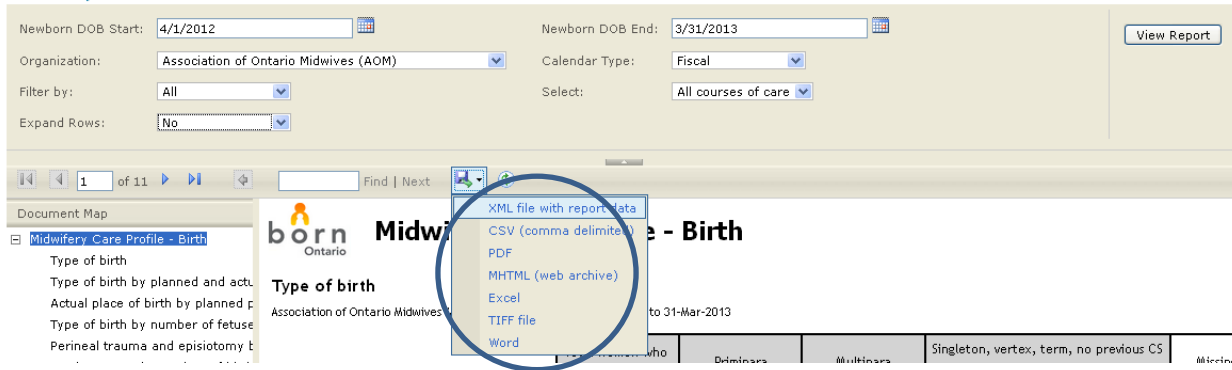 Newborn DOB Start: 4/1/2012 Newborn DOB End: 3/31/2013 View Report
Organization: Association of Ontario Midwives (AOM) Calendar Type: Fiscal
Filter by: All Select: All courses of care
Expand Rows: No
1 of 11 Find | Next
Document Map
Midwifery Care Profile - Birth
Type of birth
Type of birth by planned and actu
Actual place of birth by planned p
Type of birth by number of fetuse
Perineal trauma and episiotomy b
born
Ontario
Midwi e - Birth
Type of birth
Association of Ontario Midwives to 31-Mar-2013
XML file with report data
CSV (comma delimited)
PDF
MHTML (web archive)
Excel
TIFF file
Word
who Primipara Multipara Singleton, vertex, term, no previous CS